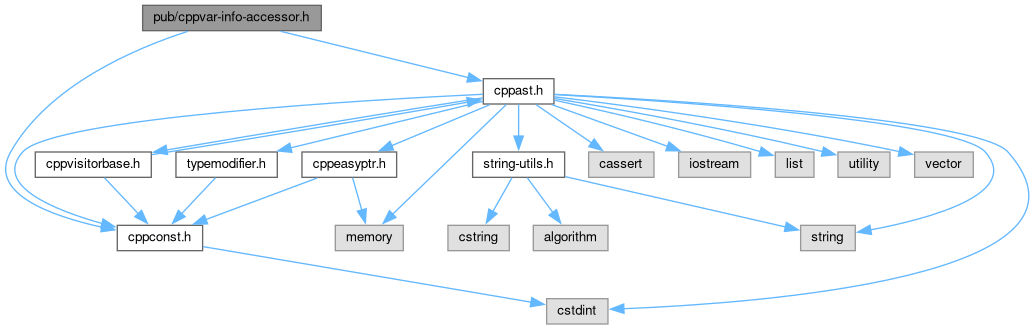 pub/cppvar-info-accessor.h
cppast.h
cppvisitorbase.h
typemodifier.h
cppeasyptr.h
string-utils.h
cassert
iostream
list
utility
vector
cppconst.h
memory
cstring
algorithm
string
cstdint